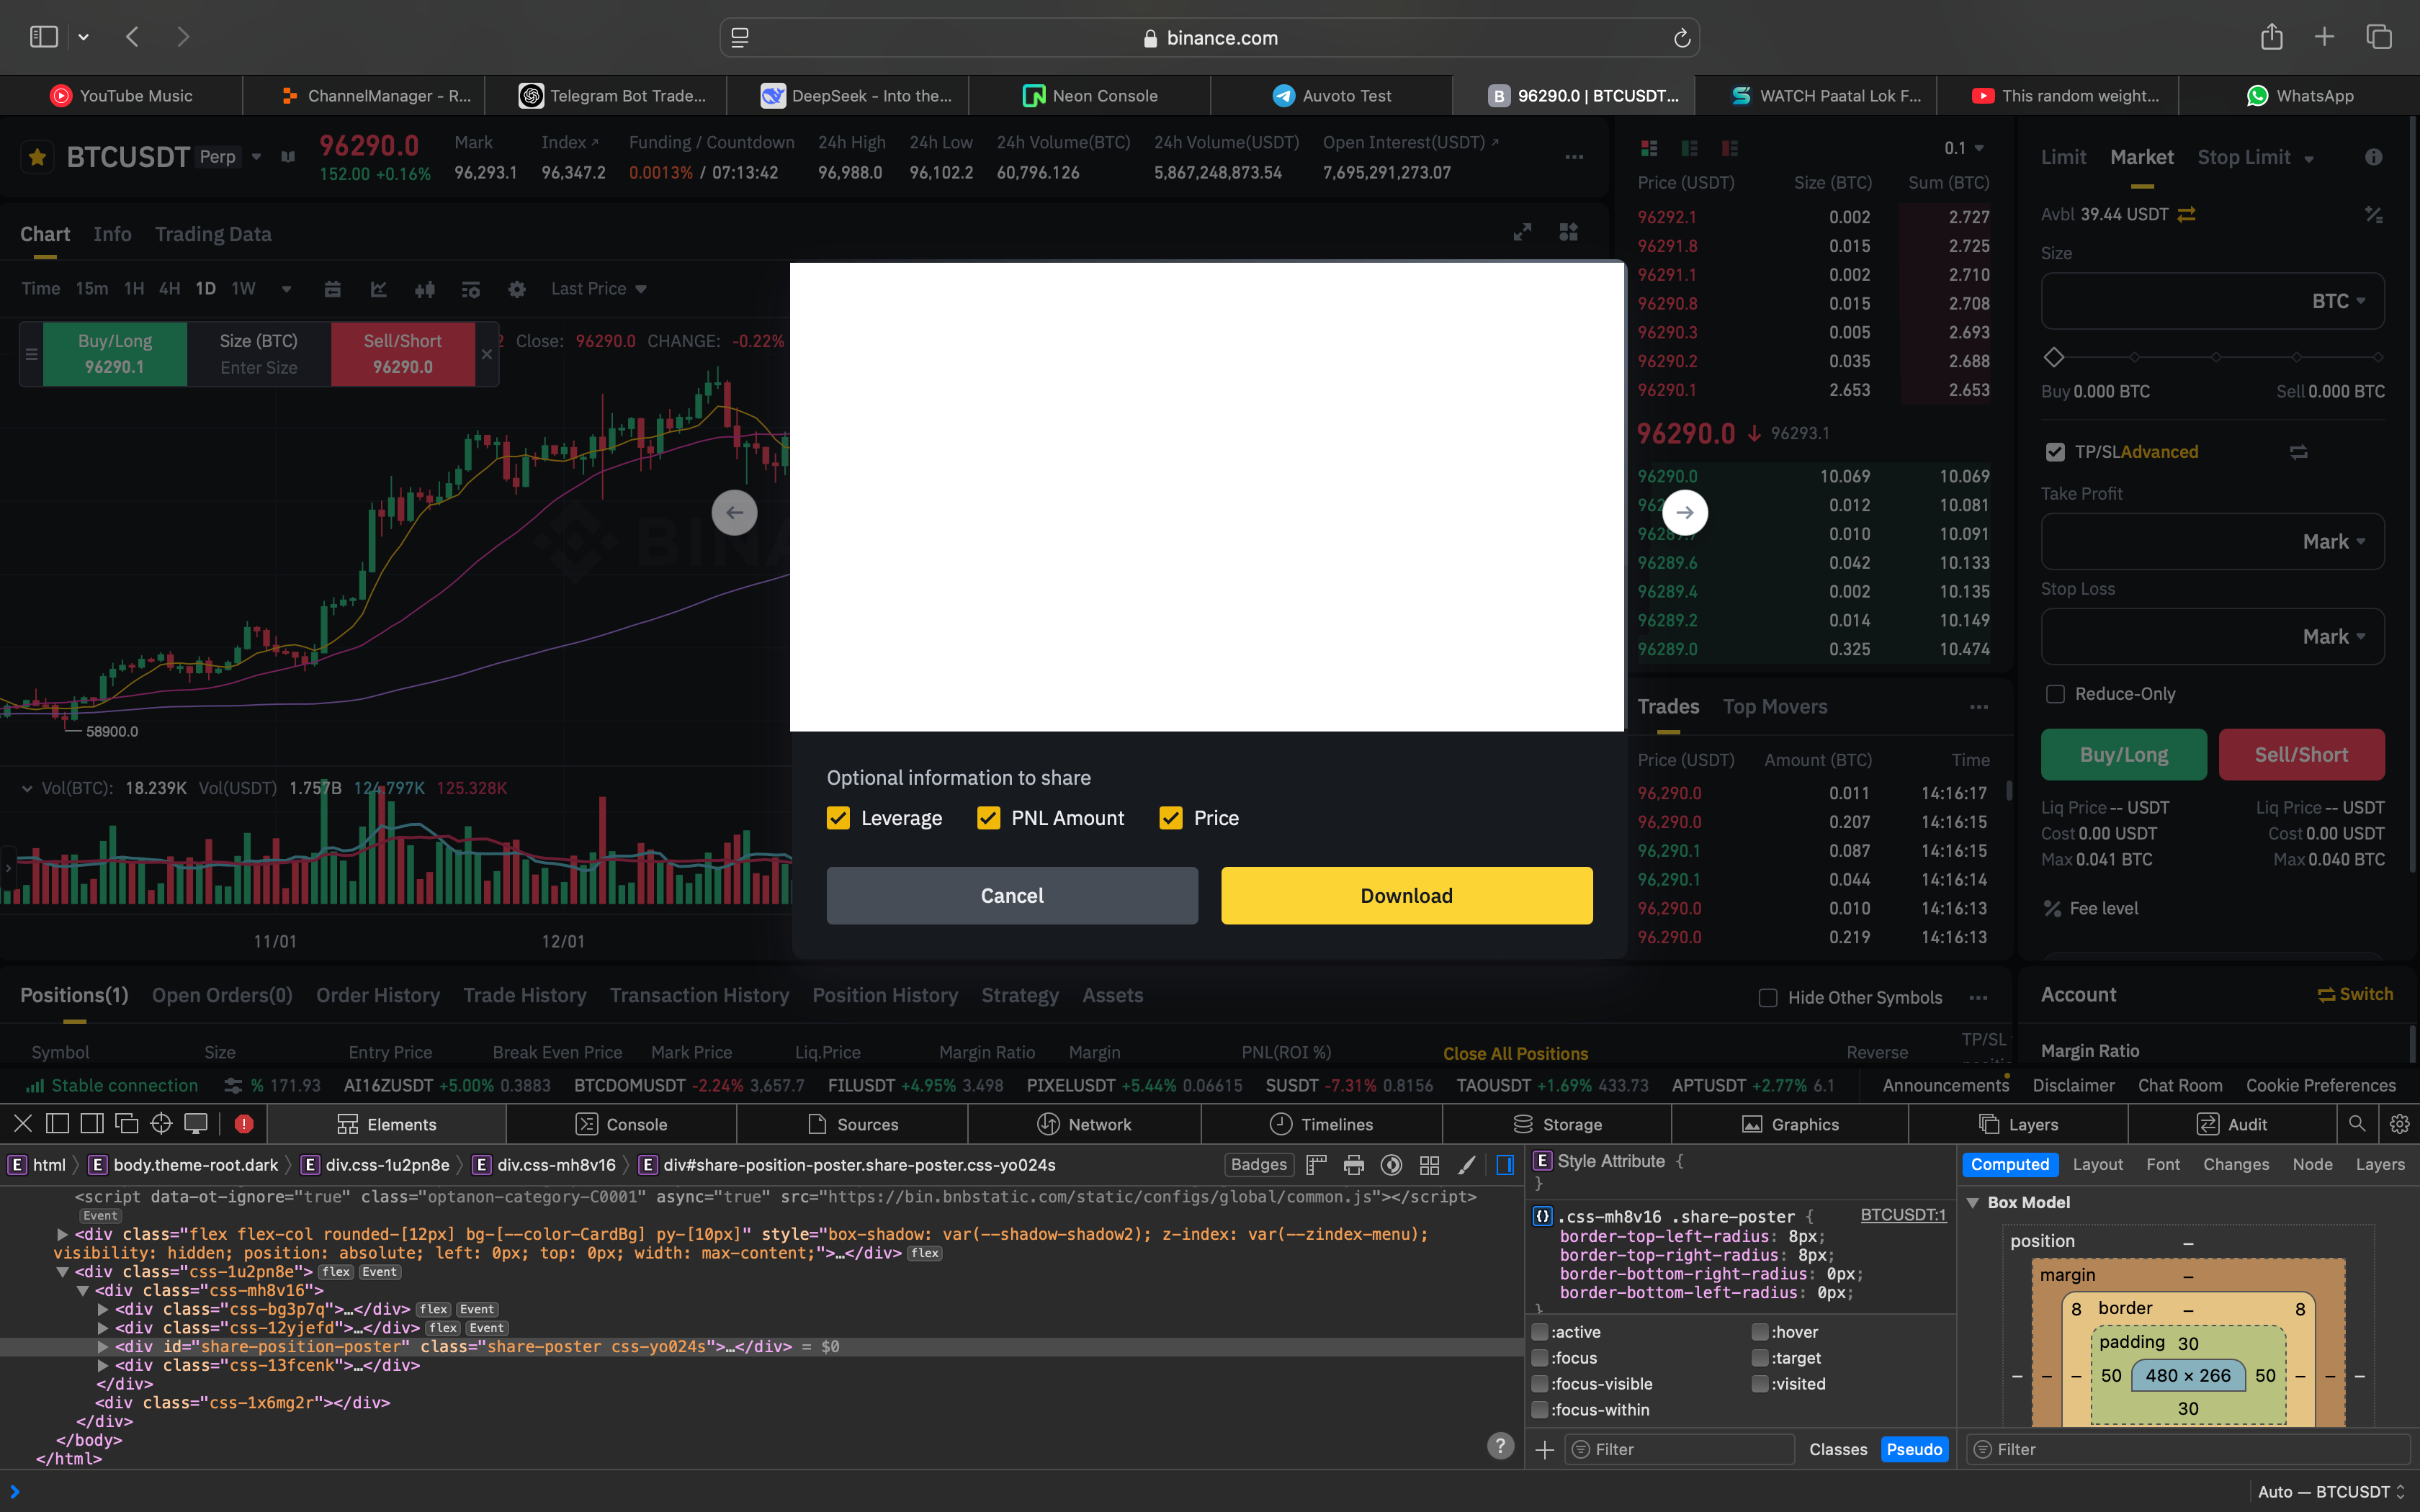 binance.com
YouTube Music
ChannelManager - R...
Telegram Bot Trade...
DeepSeek - Into the...
Neon Console
Auvoto Test
B 96290.0 | BTCUSDT...
WATCH Paatal Lok F...
This random weight...
WhatsApp
BTCUSDT Perp
96290.0
152.00 +0.16%
Mark
96,293.1
Index
96,347.2
Funding / Countdown
0.0013% / 07:13:42
24h High
96,988.0
24h Low
96,102.2
24h Volume(BTC)
60,796.126
24h Volume(USDT)
5,867,248,873.54
Open Interest(USDT)
7,695,291,273.07
Chart Info Trading Data
Time 15m 1H 4H 1D 1W Last Price
Buy/Long
96290.1
Size (BTC)
Enter Size
Sell/Short
96290.0
Close: 96290.0 CHANGE: -0.22%
58900.0
Vol(BTC): 18.239K Vol(USDT) 1.757B 124.797K 125.328K
11/01 12/01
Optional information to share
Leverage PNL Amount Price
Cancel Download
0.1
Price (USDT) Size (BTC) Sum (BTC)
96292.1 0.002 2.727
96291.8 0.015 2.725
96291.1 0.002 2.710
96290.8 0.015 2.708
96290.3 0.005 2.693
96290.2 0.035 2.688
96290.1 2.653 2.653
96290.0 96293.1
96290.0 10.069 10.069
0.012 10.081
0.010 10.091
96289.6 0.042 10.133
96289.4 0.002 10.135
96289.2 0.014 10.149
96289.0 0.325 10.474
Trades Top Movers
Price (USDT) Amount (BTC) Time
96,290.0 0.011 14:16:17
96,290.0 0.207 14:16:15
96,290.1 0.087 14:16:15
96,290.1 0.044 14:16:14
96,290.0 0.010 14:16:13
96,290.0 0.219 14:16:13
Limit Market Stop Limit
Avbl 39.44 USDT
Size
BTC
Buy 0.000 BTC Sell 0.000 BTC
TP/SL Advanced
Take Profit
Mark
Stop Loss
Mark
Reduce-Only
Buy/Long Sell/Short
Liq Price -- USDT Liq Price -- USDT
Cost 0.00 USDT Cost 0.00 USDT
Max 0.041 BTC Max 0.040 BTC
% Fee level
Positions(1) Open Orders(0) Order History Trade History Transaction History Position History Strategy Assets
Hide Other Symbols
Symbol Size Entry Price Break Even Price Mark Price Liq.Price Margin Ratio Margin PNL(ROI %) Close All Positions Reverse TP/SL
Account Switch
Margin Ratio
Stable connection % 171.93 AI16ZUSDT +5.00% 0.3883 BTCDOMUSDT -2.24% 3,657.7 FILUSDT +4.95% 3.498 PIXELUSDT +5.44% 0.06615 SUSDT -7.31% 0.8156 TAOUSDT +1.69% 433.73 APTUSDT +2.77% 6.1
Announcements Disclaimer Chat Room Cookie Preferences
Elements Console Sources Network Timelines Storage Graphics Layers Audit
E html E body.theme-root.dark E div.css-1u2pn8e E div.css-mh8v16 E div#share-position-poster.share-poster.css-yo024s
Badges
<script data-ot-ignore="true" class="optanon-category-C0001" async="true" src="https://bin.bnbstatic.com/static/configs/global/common.js"></script>
Event
<div class="flex flex-col rounded-[12px] bg-[--color-CardBg] py-[10px]" style="box-shadow: var(--shadow-shadow2); z-index: var(--zindex-menu);
visibility: hidden; position: absolute; left: 0px; top: 0px; width: max-content;">…</div> flex
<div class="css-1u2pn8e"> flex Event
<div class="css-mh8v16">
<div class="css-bg3p7q">…</div> flex Event
<div class="css-12yjefd">…</div> flex Event
<div id="share-position-poster" class="share-poster css-yo024s">…</div> = $0
<div class="css-13fcenk">…</div>
</div>
<div class="css-1x6mg2r"></div>
</div>
</body>
</html>
E Style Attribute {
}
{} .css-mh8v16 .share-poster { BTCUSDT:1
border-top-left-radius: 8px;
border-top-right-radius: 8px;
border-bottom-right-radius: 0px;
border-bottom-left-radius: 0px;
}
:active :hover
:focus :target
:focus-visible :visited
:focus-within
Filter Classes Pseudo
Computed Layout Font Changes Node Layers
Box Model
position –
margin –
8 border – 8
padding 30
– – – 50 480 × 266 50 – – –
30
Filter
Auto — BTCUSDT